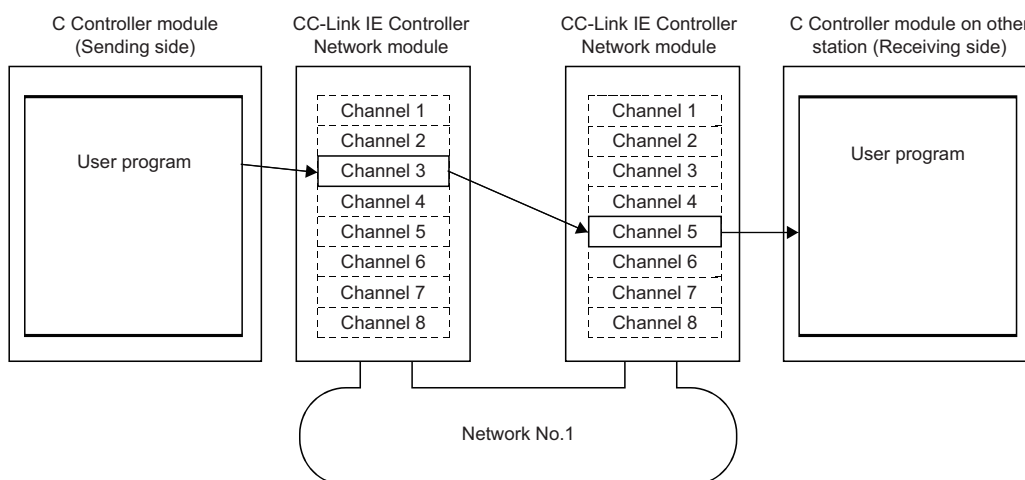 C Controller module
(Sending side)
CC-Link IE Controller
Network module
CC-Link IE Controller
Network module
C Controller module on other
station (Receiving side)
User program
Channel 1
Channel 2
Channel 3
Channel 4
Channel 5
Channel 6
Channel 7
Channel 8
Channel 1
Channel 2
Channel 3
Channel 4
Channel 5
Channel 6
Channel 7
Channel 8
User program
Network No.1